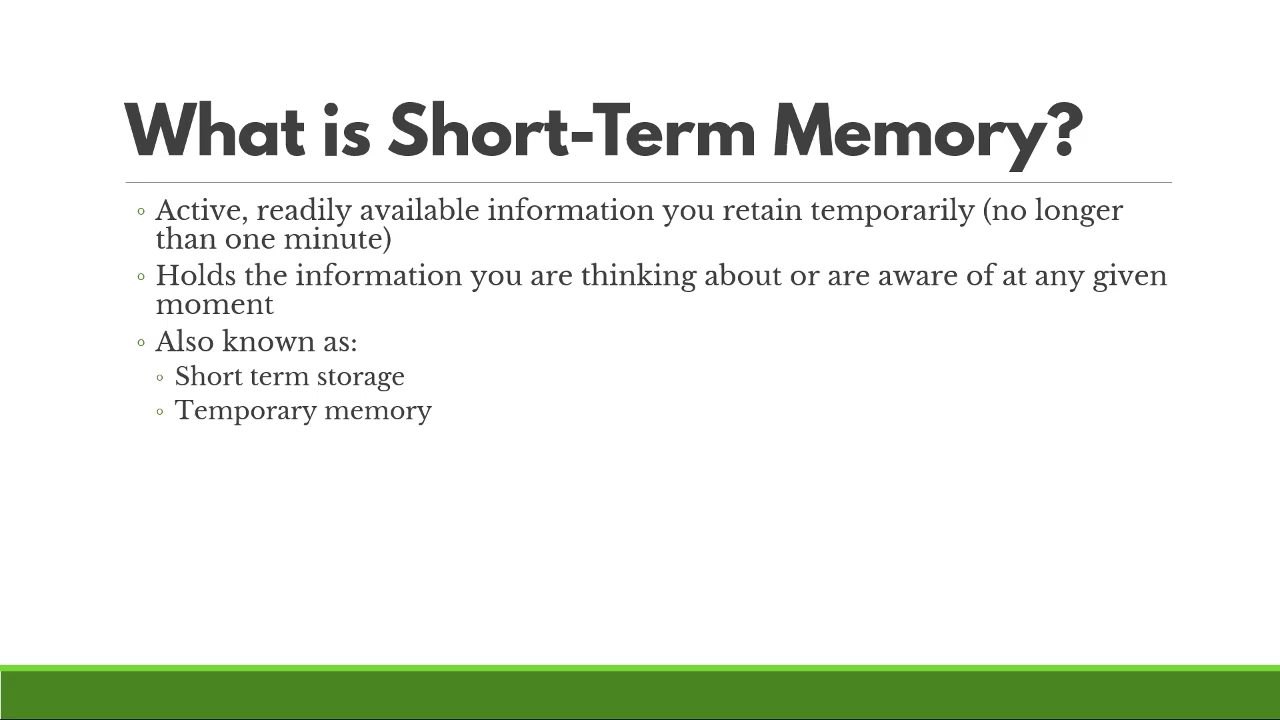 What is Short-Term Memory?
◦ Active, readily available information you retain temporarily (no longer
than one minute)
◦ Holds the information you are thinking about or are aware of at any given
moment
◦ Also known as:
◦ Short term storage
◦ Temporary memory